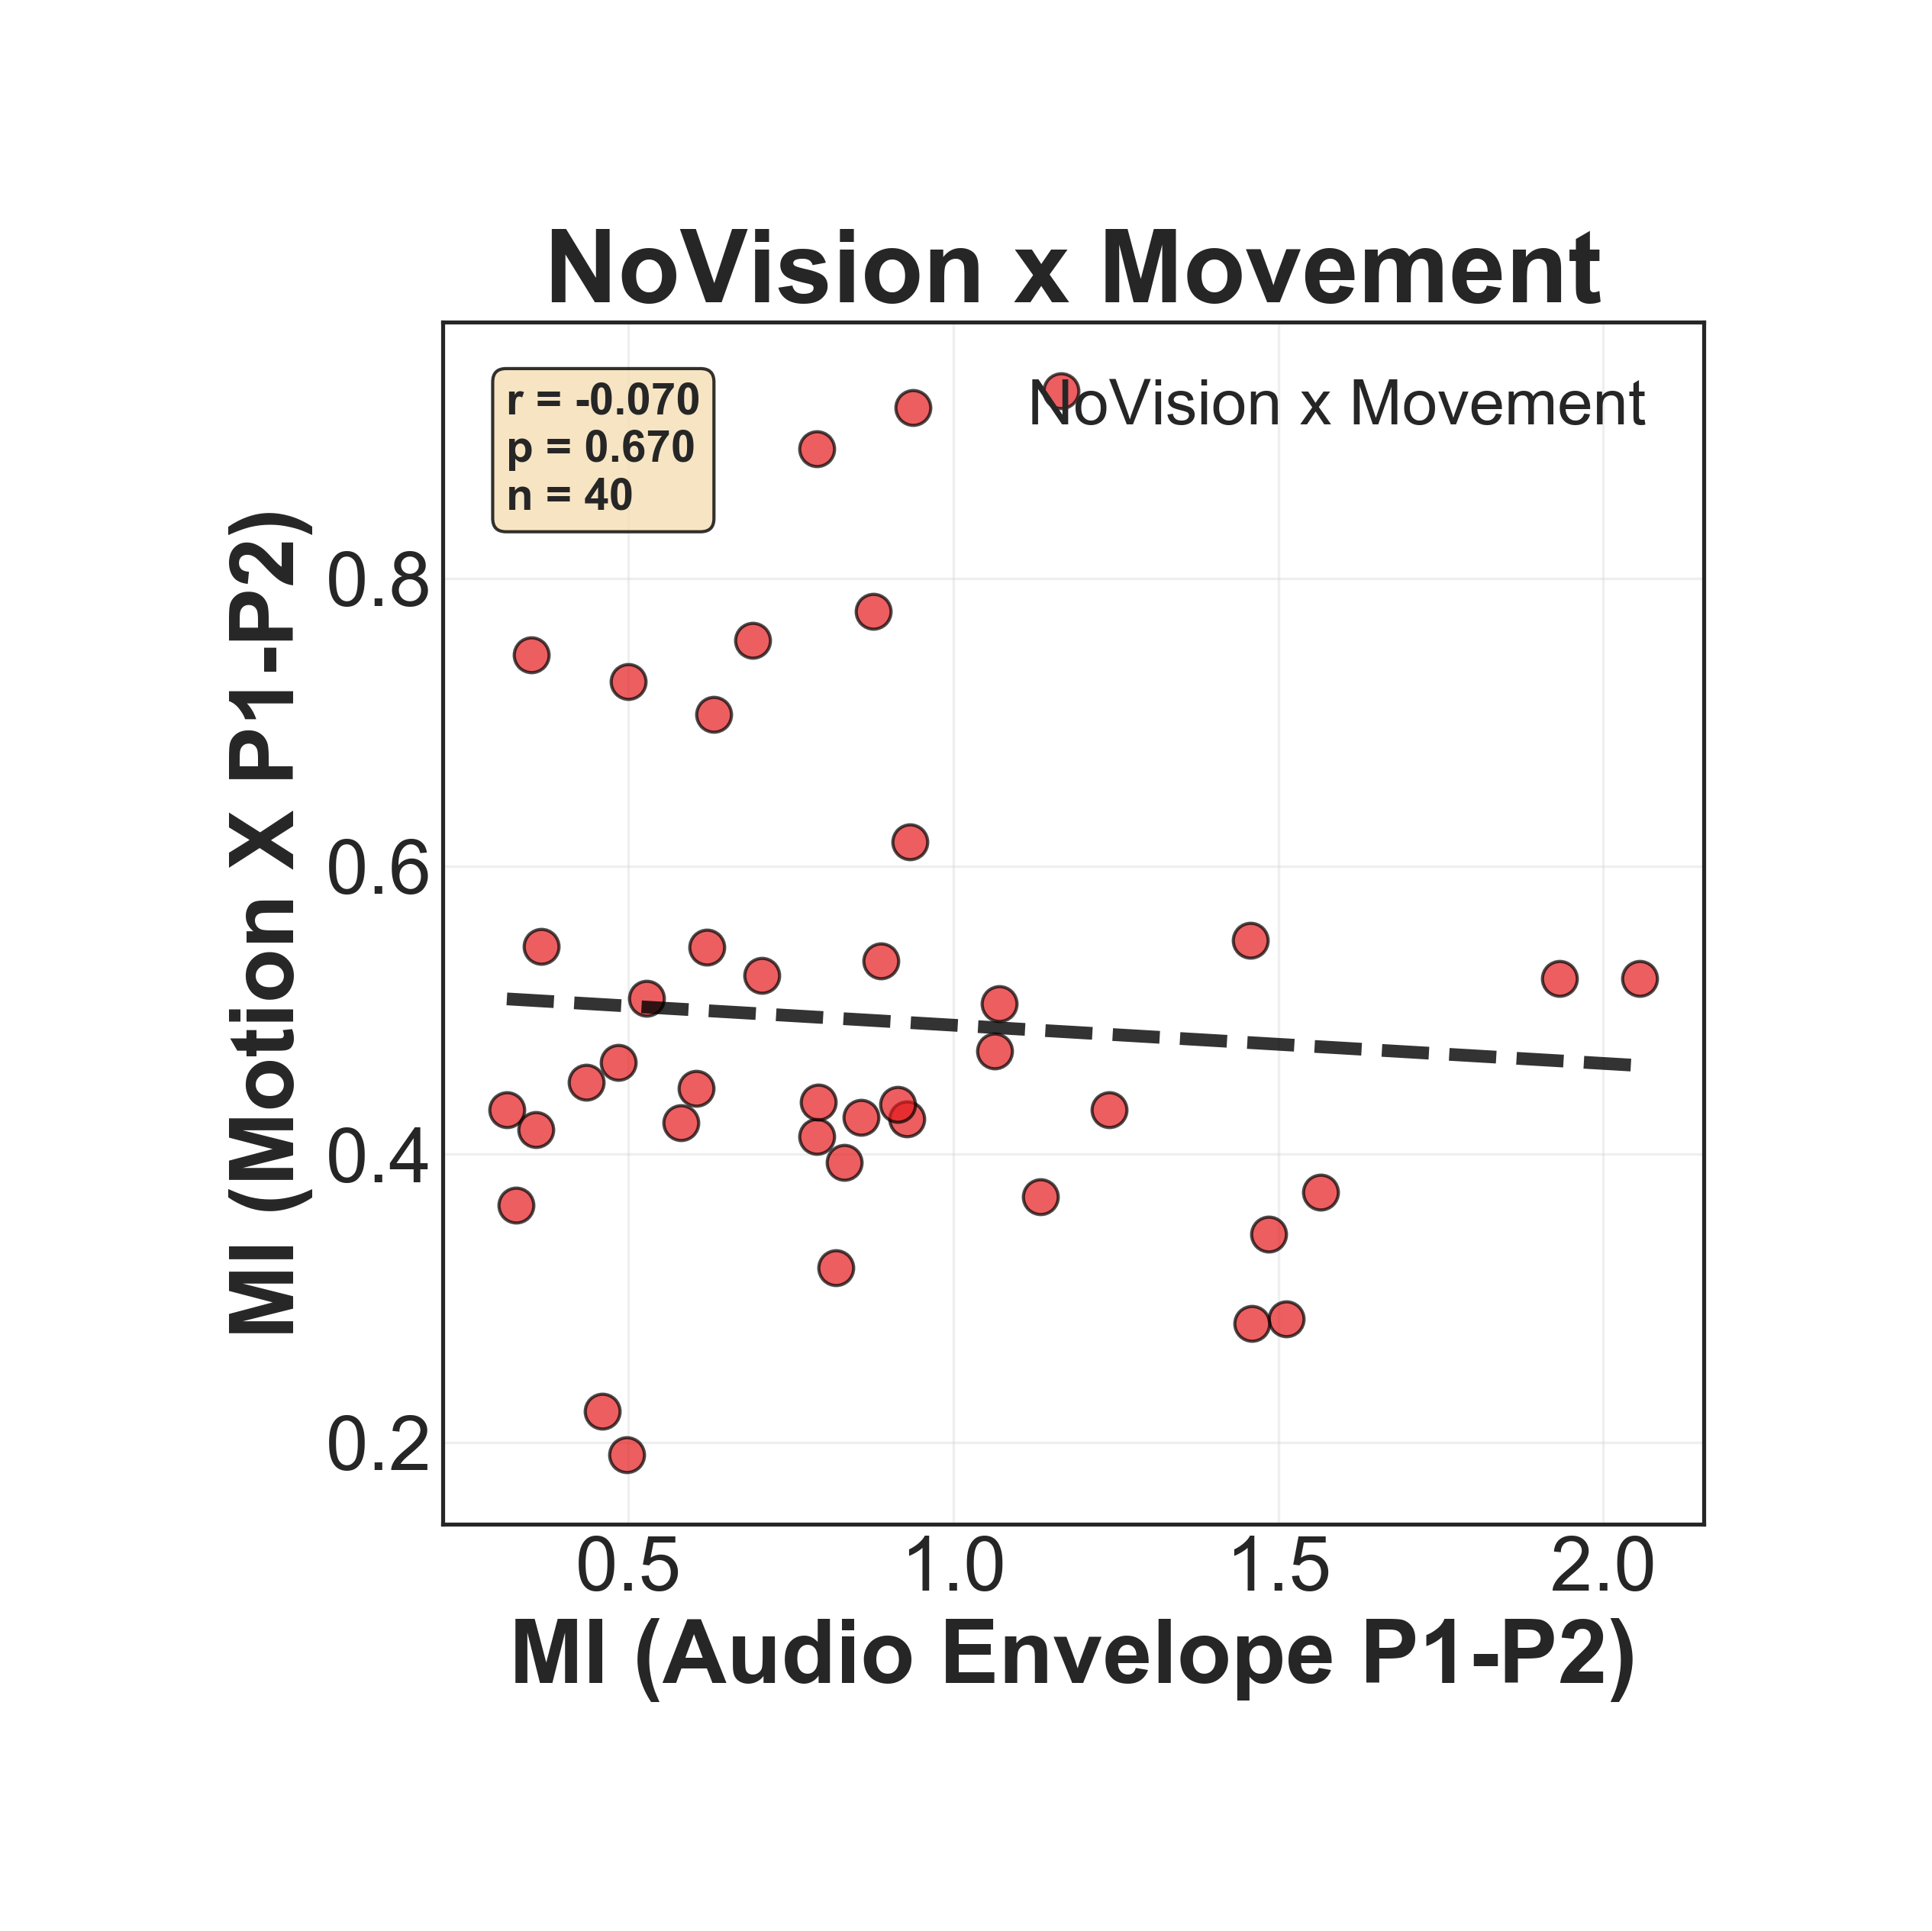 NoVision x Movement
r = -0.070
p = 0.670
n = 40
NoVision x Movement
MI (Motion X P1-P2)
0.8
0.6
0.4
0.2
0.5 1.0 1.5 2.0
MI (Audio Envelope P1-P2)